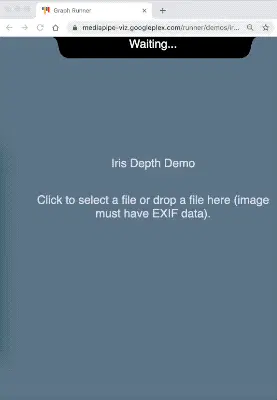 Graph Runner
mediapipe-viz.googleplex.com/runner/demos/ir...
Waiting...
Iris Depth Demo
Click to select a file or drop a file here (image
must have EXIF data).